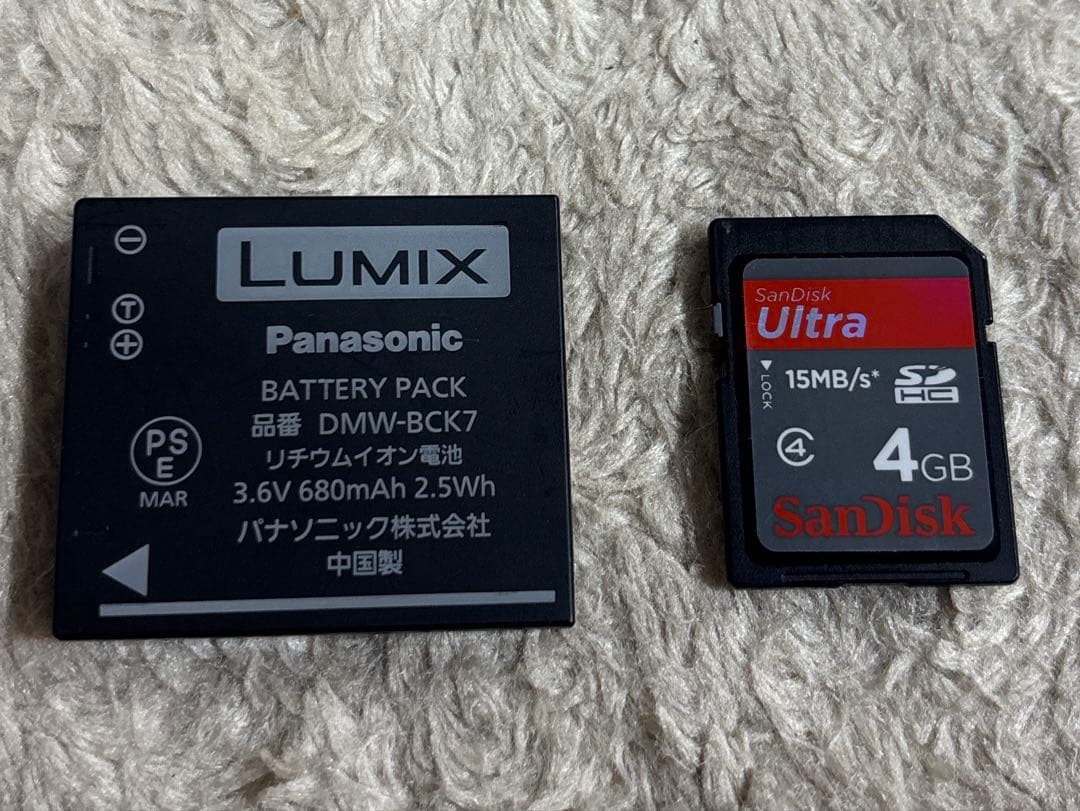 LUMIX
Panasonic
BATTERY PACK
品番 DMW-BCK7
リチウムイオン電池
3.6V 680mAh 2.5Wh
パナソニック株式会社
中国製
T
PS
E
MAR
SanDisk
Ultra
LOCK
15MB/s*
SD
HC
4
4GB
SanDisk